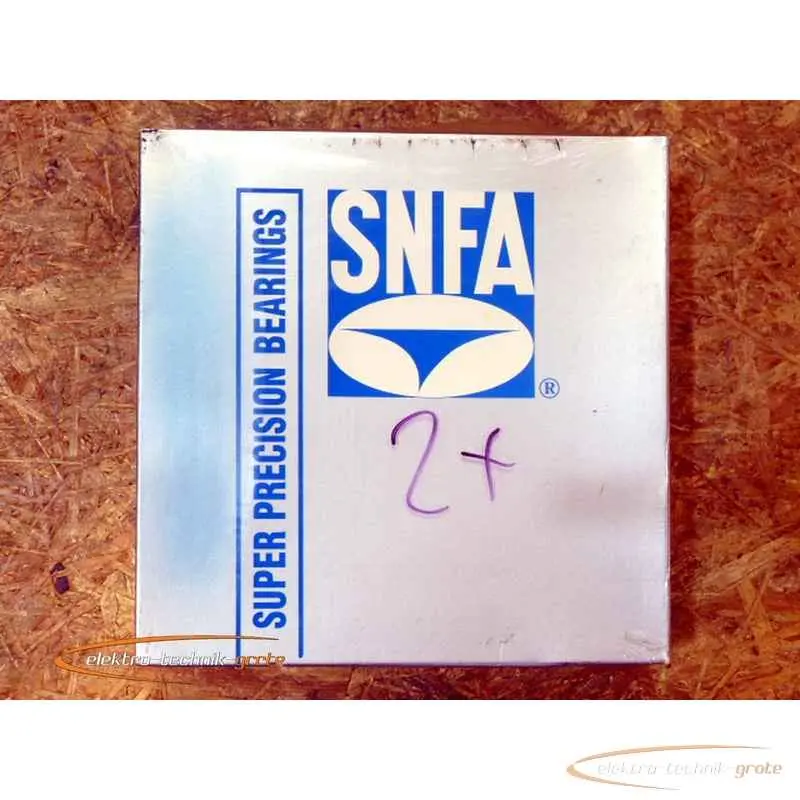 SUPER PRECISION BEARINGS
SNFA
®
2+
elektro-technik-grote
elektro-technik-grote